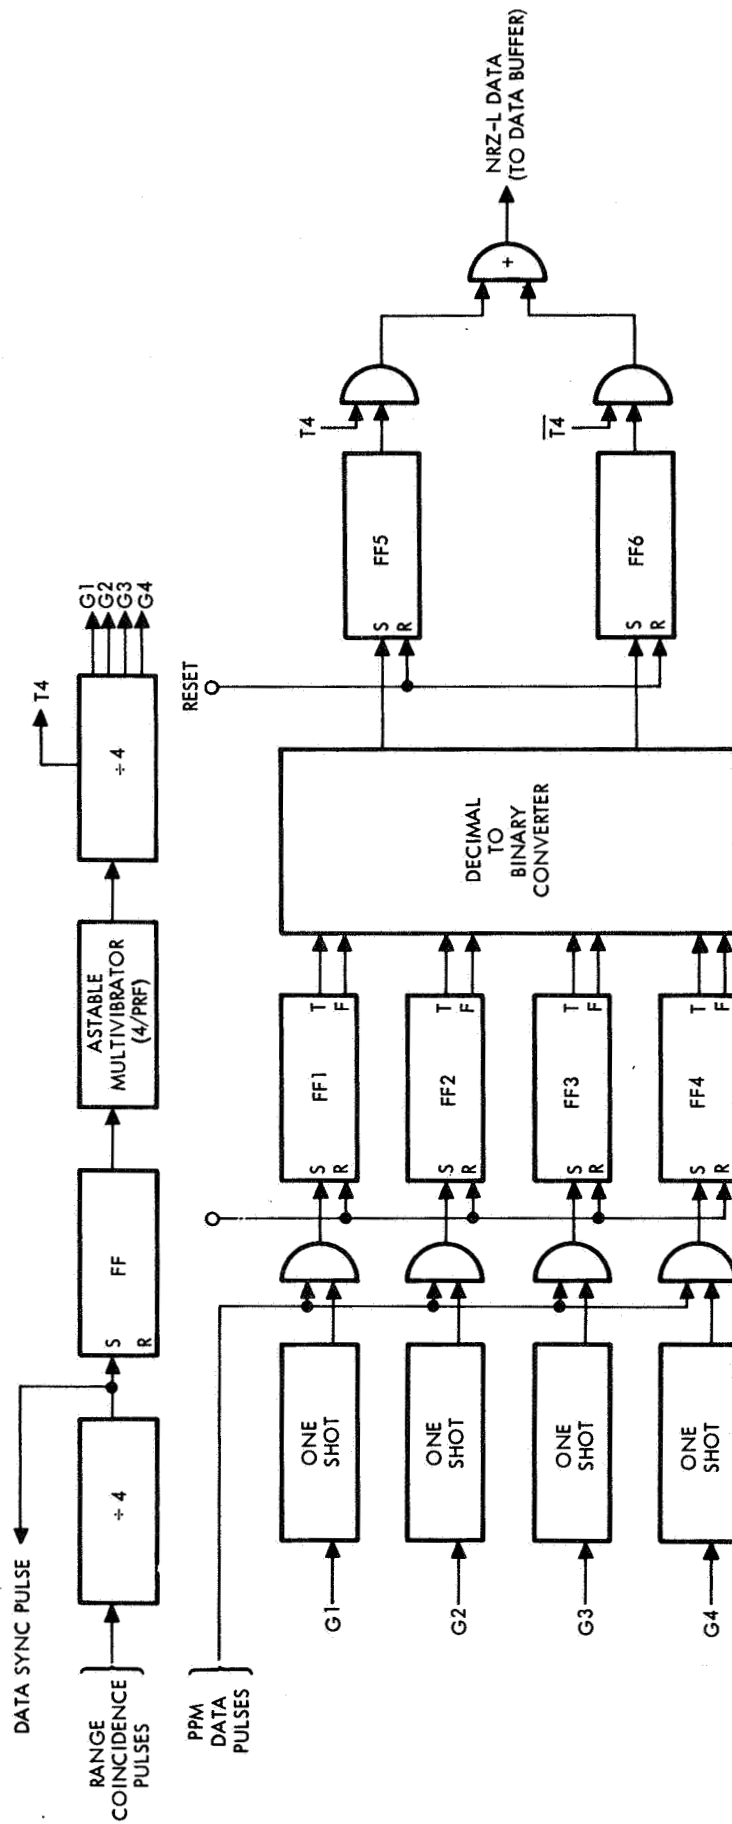 DATA SYNC PULSE
RANGE
COINCIDENCE
PULSES
÷ 4
S
R
FF
ASTABLE
MULTIVIBRATOR
(4/PRF)
÷ 4
T4
G1
G2
G3
G4
PPM
DATA
PULSES
RESET
G1
ONE
SHOT
S
R
FF1
T
F
G2
ONE
SHOT
S
R
FF2
T
F
G3
ONE
SHOT
S
R
FF3
T
F
G4
ONE
SHOT
S
R
FF4
T
F
DECIMAL
TO
BINARY
CONVERTER
S
R
FF5
T4
S
R
FF6
T4
+
NRZ-L DATA
(TO DATA BUFFER)